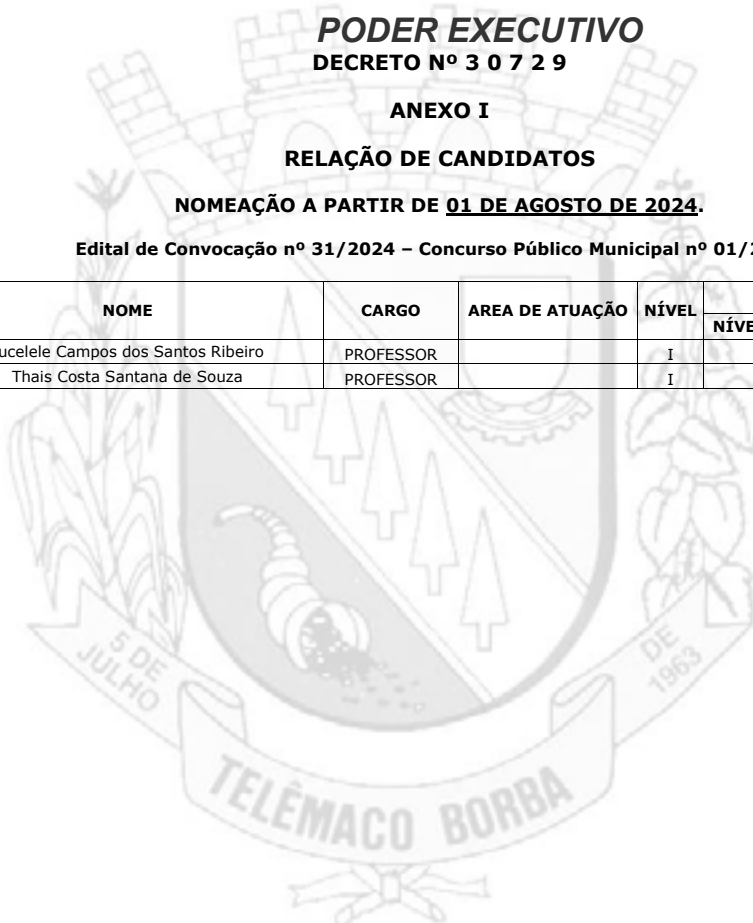 PODER EXECUTIVO
DECRETO Nº 3 0 7 2 9
ANEXO I
RELAÇÃO DE CANDIDATOS
NOMEAÇÃO A PARTIR DE 01 DE AGOSTO DE 2024.
Edital de Convocação nº 31/2024 – Concurso Público Municipal nº 01/
NOME CARGO AREA DE ATUAÇÃO NÍVEL
Campos dos Santos Ribeiro PROFESSOR I
Thais Costa Santana de Souza PROFESSOR I
5 DE JULHO
DE 1963
TELÊMACO BORBA